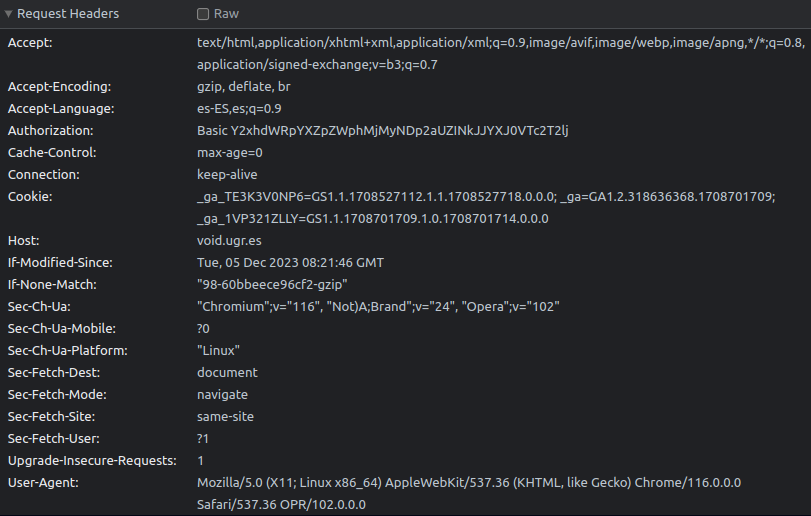 Request Headers Raw
Accept: text/html,application/xhtml+xml,application/xml;q=0.9,image/avif,image/webp,image/apng,*/*;q=0.8,
application/signed-exchange;v=b3;q=0.7
Accept-Encoding: gzip, deflate, br
Accept-Language: es-ES,es;q=0.9
Authorization: Basic Y2xhdWRpYXZpZWphMjMyNDp2aUZINkJJYXJ0VTc2T2lj
Cache-Control: max-age=0
Connection: keep-alive
Cookie: _ga_TE3K3V0NP6=GS1.1.1708527112.1.1.1708527718.0.0.0; _ga=GA1.2.318636368.1708701709;
_ga_1VP321ZLLY=GS1.1.1708701709.1.0.1708701714.0.0.0
Host: void.ugr.es
If-Modified-Since: Tue, 05 Dec 2023 08:21:46 GMT
If-None-Match: "98-60bbeece96cf2-gzip"
Sec-Ch-Ua: "Chromium";v="116", "Not)A;Brand";v="24", "Opera";v="102"
Sec-Ch-Ua-Mobile: ?0
Sec-Ch-Ua-Platform: "Linux"
Sec-Fetch-Dest: document
Sec-Fetch-Mode: navigate
Sec-Fetch-Site: same-site
Sec-Fetch-User: ?1
Upgrade-Insecure-Requests: 1
User-Agent: Mozilla/5.0 (X11; Linux x86_64) AppleWebKit/537.36 (KHTML, like Gecko) Chrome/116.0.0.0
Safari/537.36 OPR/102.0.0.0